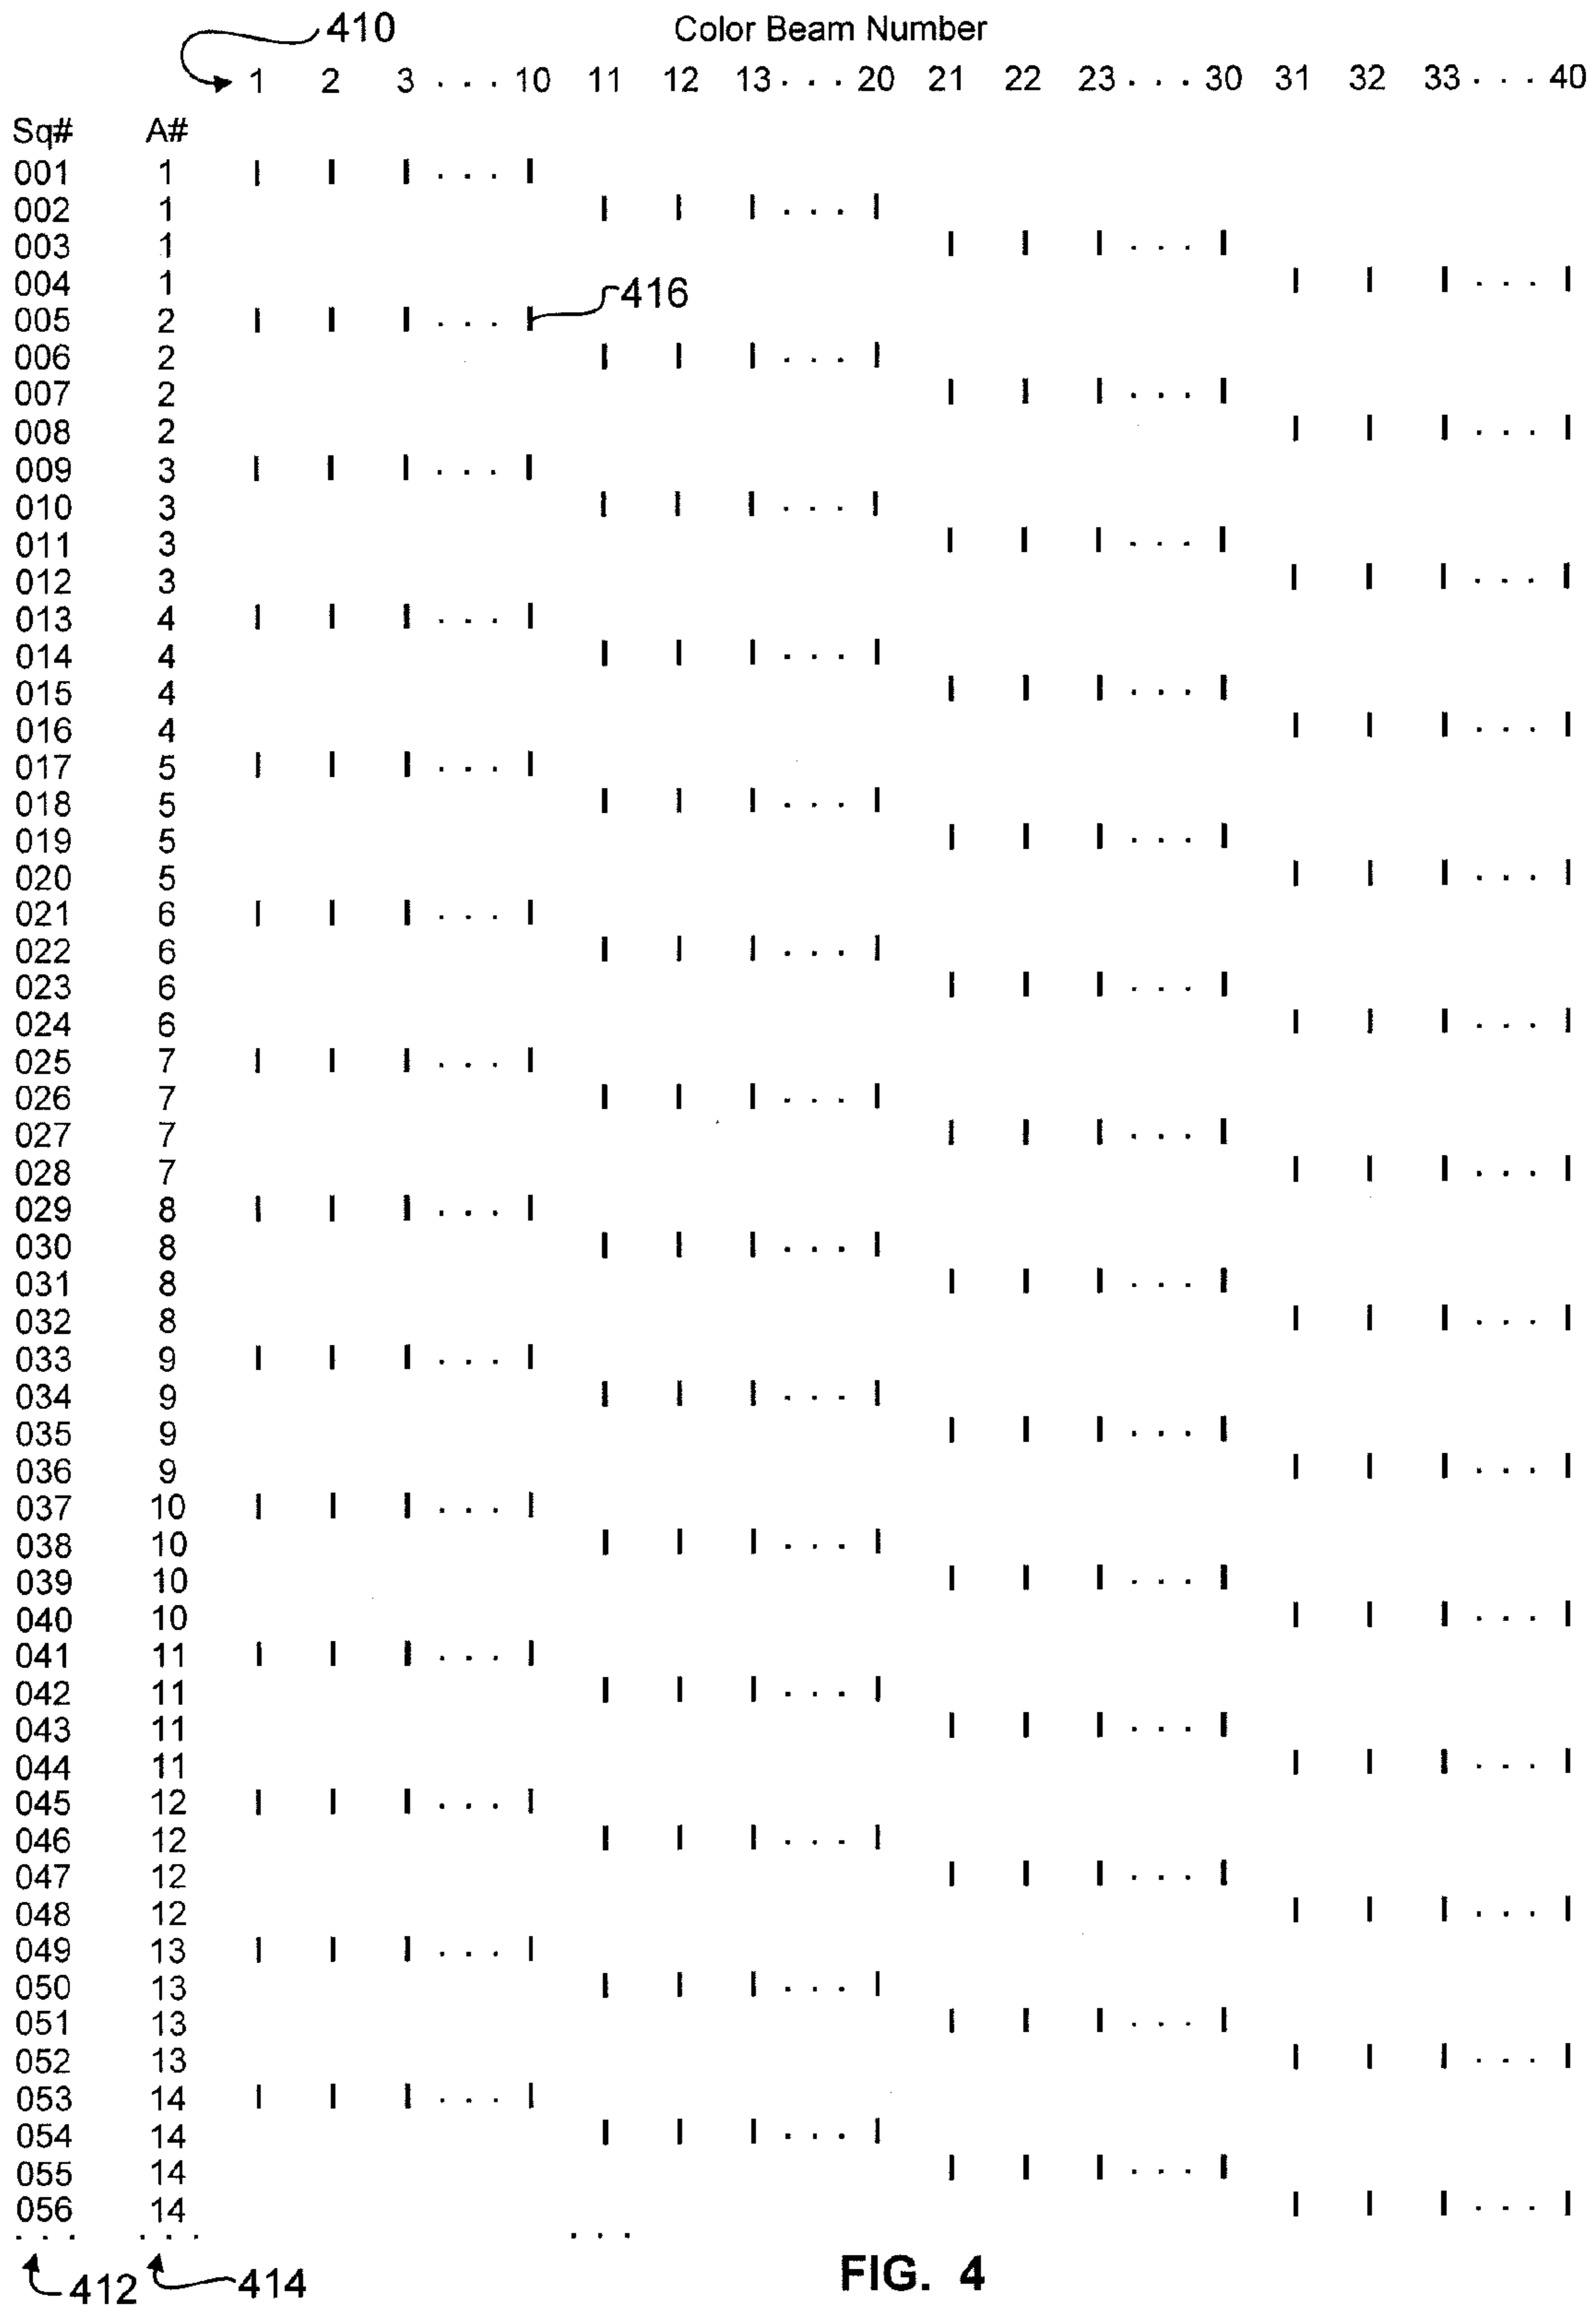 410 Color Beam Number
1 2 3 . . . 10 11 12 13 . . . 20 21 22 23 . . . 30 31 32 33 . . . 40
Sq# A#
001 1 | | | . . . |
002 1 | | | . . . |
003 1 | | | . . . |
004 1 | | | . . . |
416
005 2 | | | . . . |
006 2 | | | . . . |
007 2 | | | . . . |
008 2 | | | . . . |
009 3 | | | . . . |
010 3 | | | . . . |
011 3 | | | . . . |
012 3 | | | . . . |
013 4 | | | . . . |
014 4 | | | . . . |
015 4 | | | . . . |
016 4 | | | . . . |
017 5 | | | . . . |
018 5 | | | . . . |
019 5 | | | . . . |
020 5 | | | . . . |
021 6 | | | . . . |
022 6 | | | . . . |
023 6 | | | . . . |
024 6 | | | . . . |
025 7 | | | . . . |
026 7 | | | . . . |
027 7 | | | . . . |
028 7 | | | . . . |
029 8 | | | . . . |
030 8 | | | . . . |
031 8 | | | . . . |
032 8 | | | . . . |
033 9 | | | . . . |
034 9 | | | . . . |
035 9 | | | . . . |
036 9 | | | . . . |
037 10 | | | . . . |
038 10 | | | . . . |
039 10 | | | . . . |
040 10 | | | . . . |
041 11 | | | . . . |
042 11 | | | . . . |
043 11 | | | . . . |
044 11 | | | . . . |
045 12 | | | . . . |
046 12 | | | . . . |
047 12 | | | . . . |
048 12 | | | . . . |
049 13 | | | . . . |
050 13 | | | . . . |
051 13 | | | . . . |
052 13 | | | . . . |
053 14 | | | . . . |
054 14 | | | . . . |
055 14 | | | . . . |
056 14 | | | . . . |
. . . . . . . . .
412 414 FIG. 4